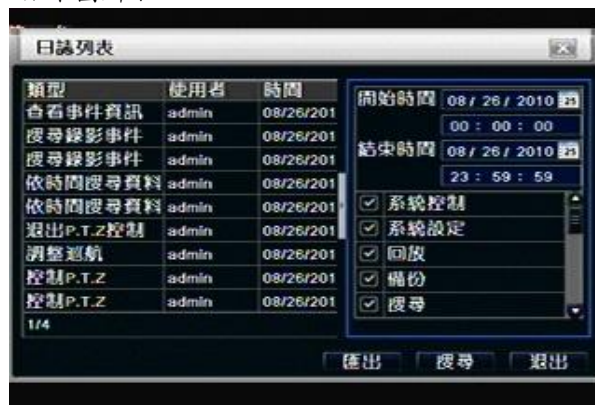 日誌列表
類型 使用者 時間
查看事件資訊 admin 08/26/201
搜尋錄影事件 admin 08/26/201
搜尋錄影事件 admin 08/26/201
依時間搜尋資料 admin 08/26/201
依時間搜尋資料 admin 08/26/201
退出P.T.Z控制 admin 08/26/201
調整巡航 admin 08/26/201
控制P.T.Z admin 08/26/201
控制P.T.Z admin 08/26/201
1/4
開始時間 08 / 26 / 2010
00 : 00 : 00
結束時間 08 / 26 / 2010
23 : 59 : 59
系統控制
系統設定
回放
備份
搜尋
匯出 搜尋 退出